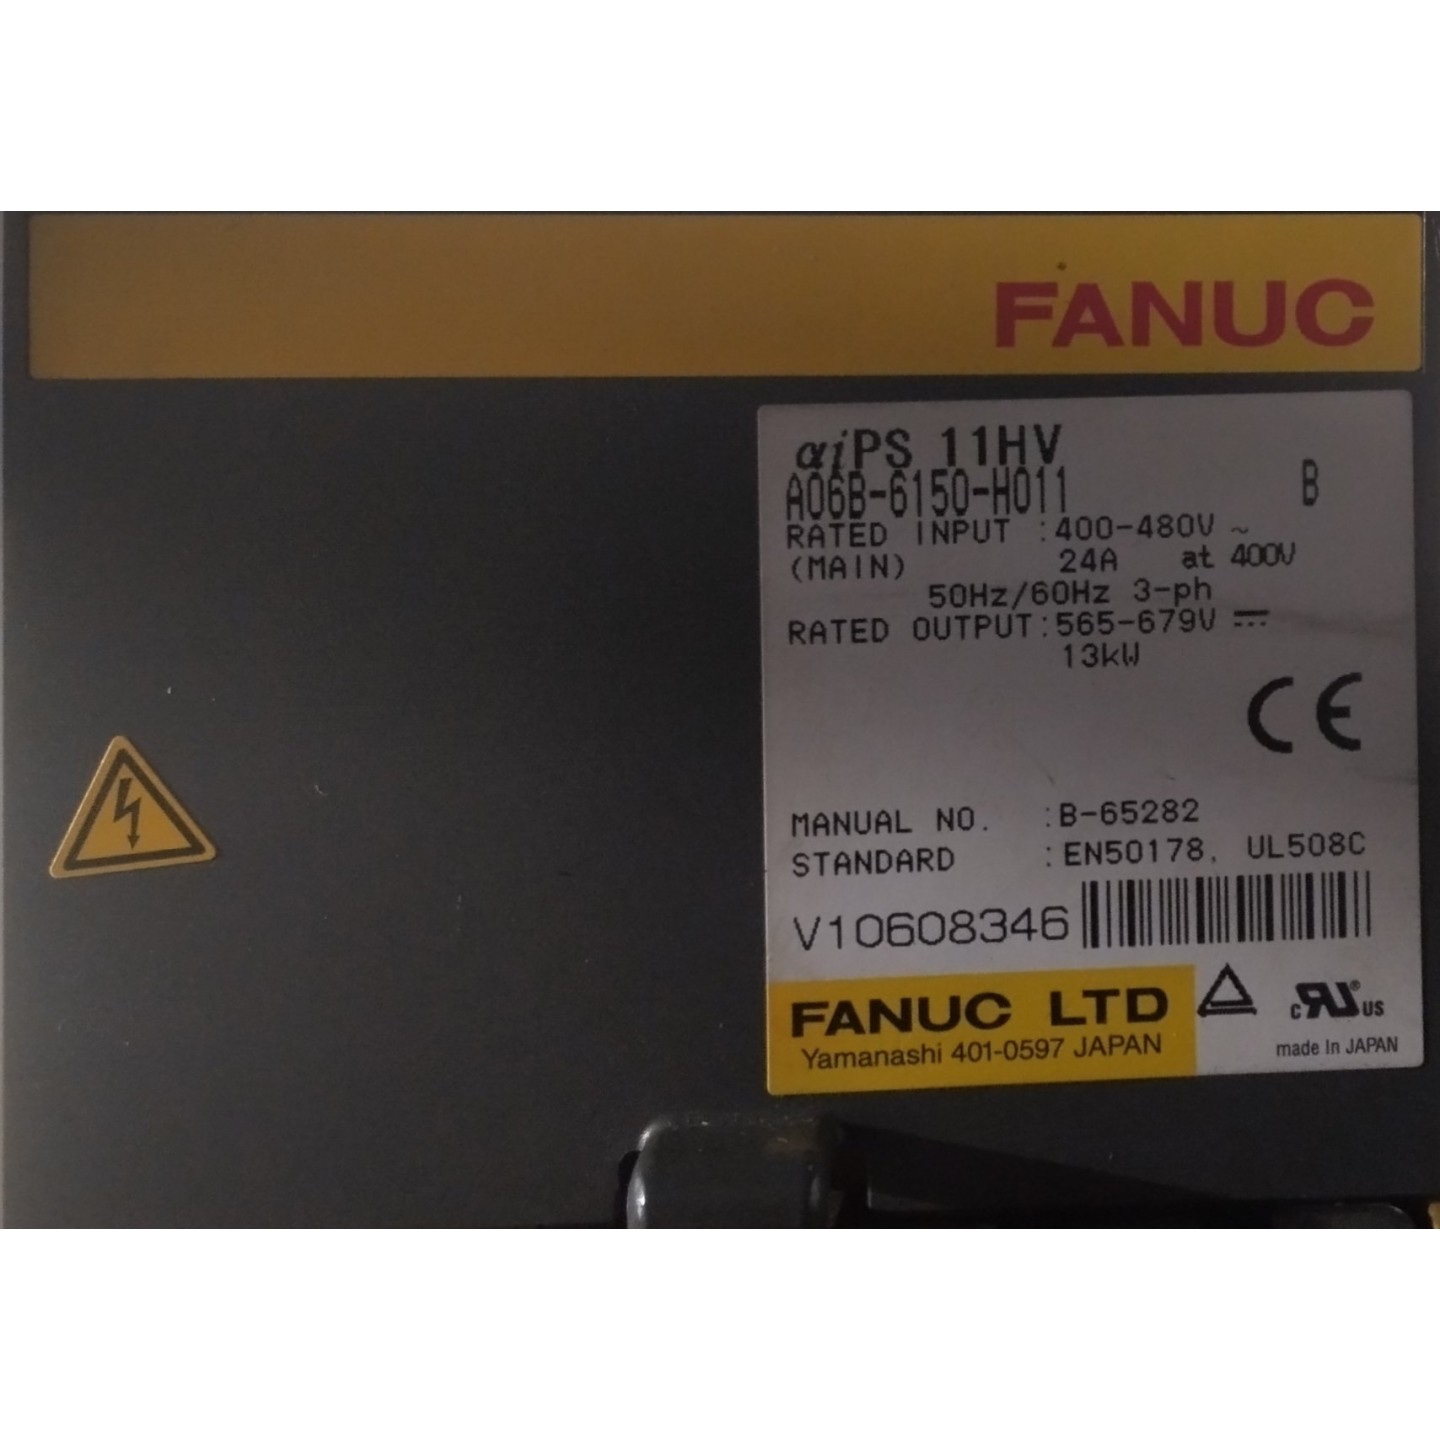 FANUC
αiPS 11HV
A06B-6150-H011 B
RATED INPUT :400-480V ~
(MAIN) 24A at 400V
50Hz/60Hz 3-ph
RATED OUTPUT:565-679V ⎓
13kW
CE
MANUAL NO. :B-65282
STANDARD :EN50178, UL508C
V10608346
FANUC LTD
Yamanashi 401-0597 JAPAN
c RU ® US
made In JAPAN